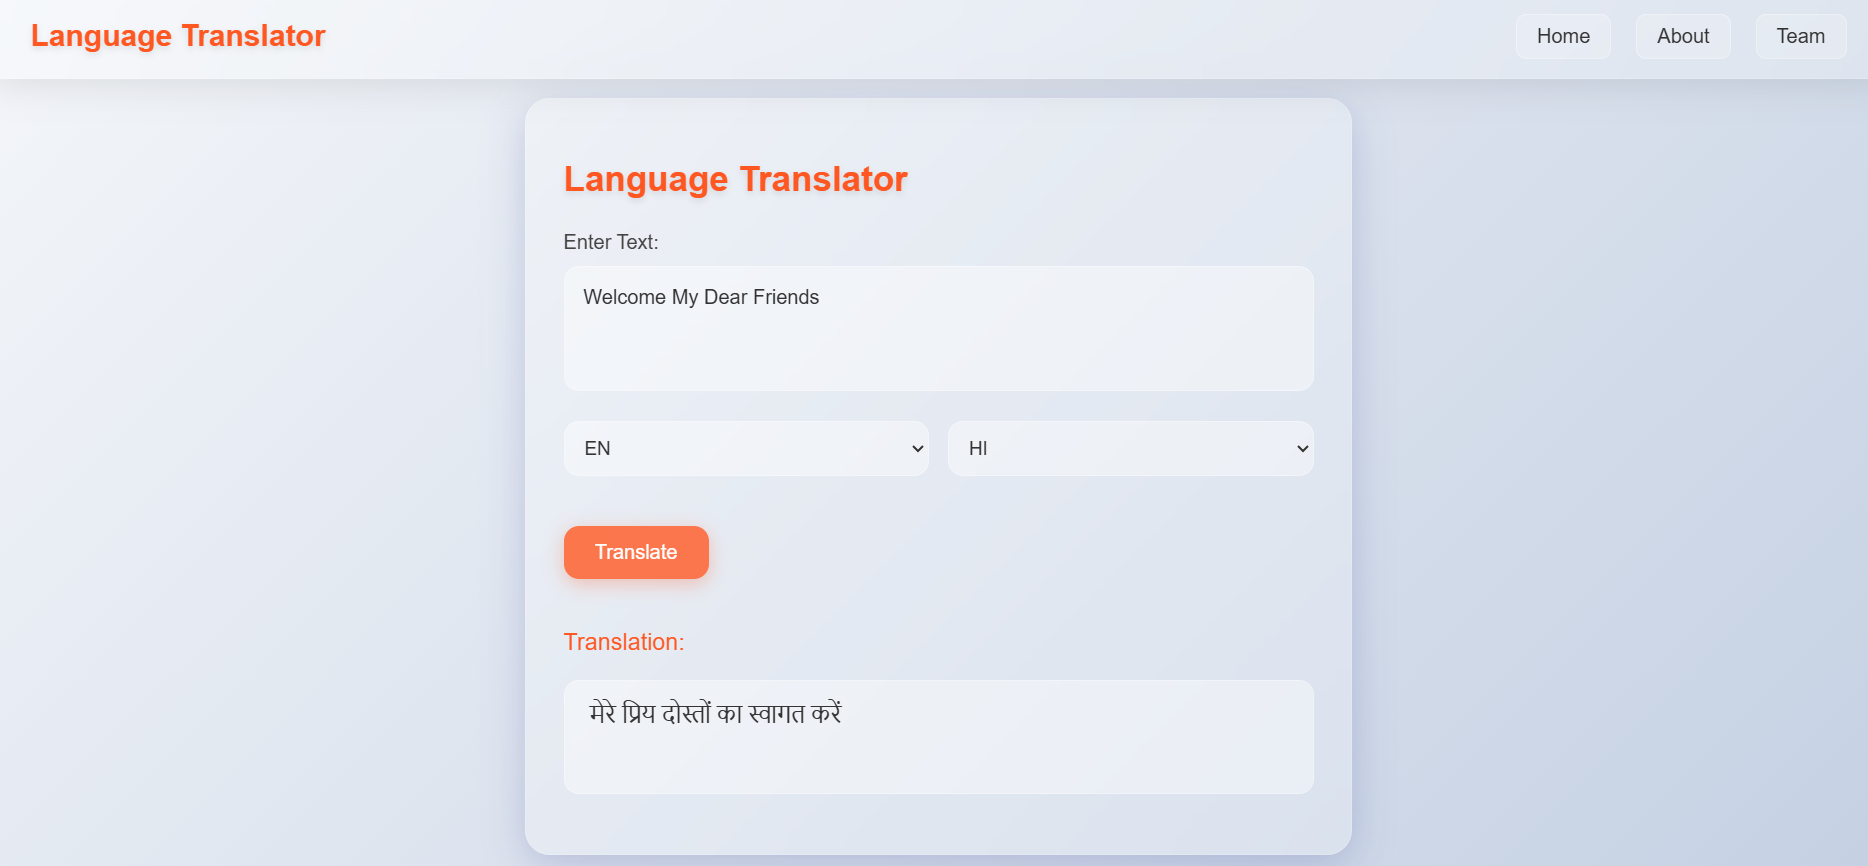 Language Translator
Home
About
Team
Language Translator
Enter Text:
Welcome My Dear Friends
EN
HI
Translate
Translation:
मेरे प्रिय दोस्तों का स्वागत करें